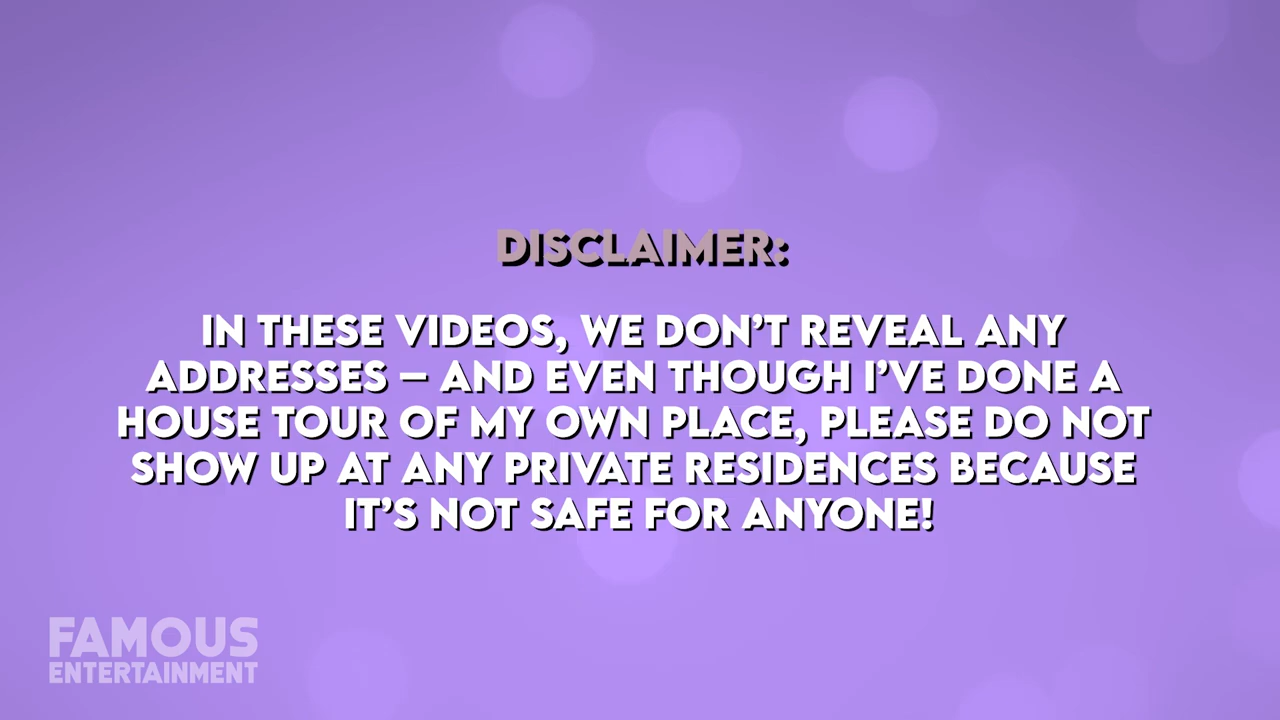 DISCLAIMER:
IN THESE VIDEOS, WE DON'T REVEAL ANY
ADDRESSES – AND EVEN THOUGH I'VE DONE A
HOUSE TOUR OF MY OWN PLACE, PLEASE DO NOT
SHOW UP AT ANY PRIVATE RESIDENCES BECAUSE
IT'S NOT SAFE FOR ANYONE!
FAMOUS
ENTERTAINMENT